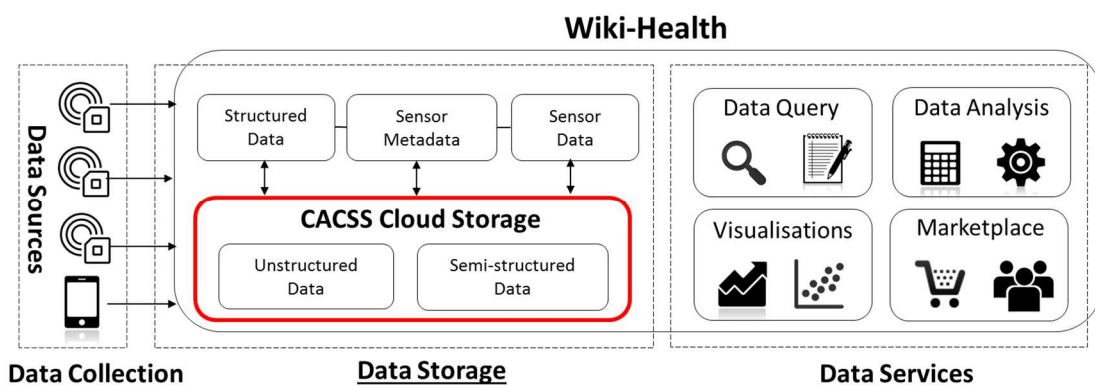 Wiki-Health
Data Sources
Structured
Data
Sensor
Metadata
Sensor
Data
CACSS Cloud Storage
Unstructured
Data
Semi-structured
Data
Data Query
Data Analysis
Visualisations
Marketplace
Data Collection
Data Storage
Data Services